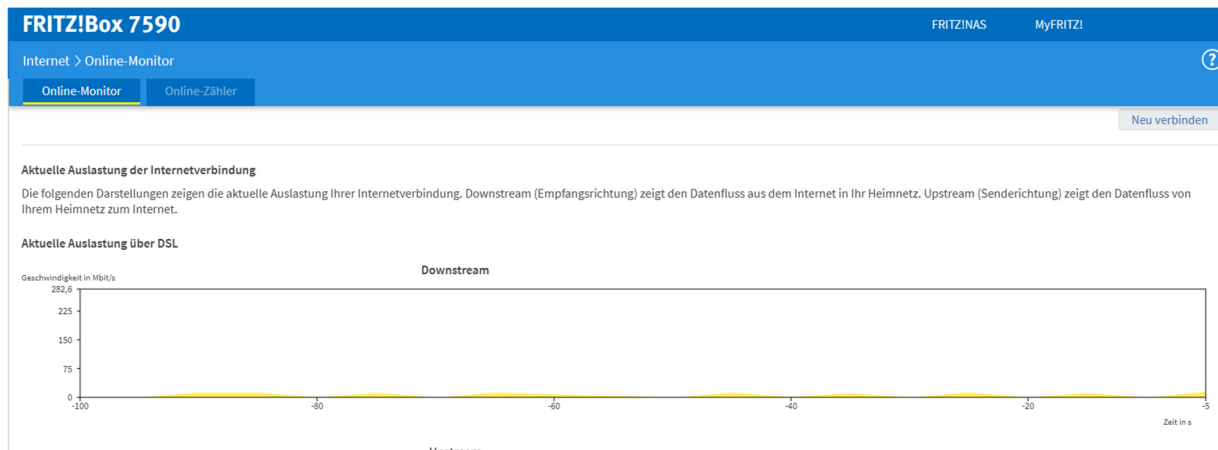 FRITZ!Box 7590
FRITZ!NAS
MyFRITZ!
Internet > Online-Monitor
?
Online-Monitor
Online-Zähler
Neu verbinden
Aktuelle Auslastung der Internetverbindung
Die folgenden Darstellungen zeigen die aktuelle Auslastung Ihrer Internetverbindung. Downstream (Empfangsrichtung) zeigt den Datenfluss aus dem Internet in Ihr Heimnetz. Upstream (Senderichtung) zeigt den Datenfluss von
Ihrem Heimnetz zum Internet.
Aktuelle Auslastung über DSL
Downstream
Geschwindigkeit in Mbit/s
282,6
225
150
75
0
-100
-80
-60
-40
-20
-5
Zeit in s